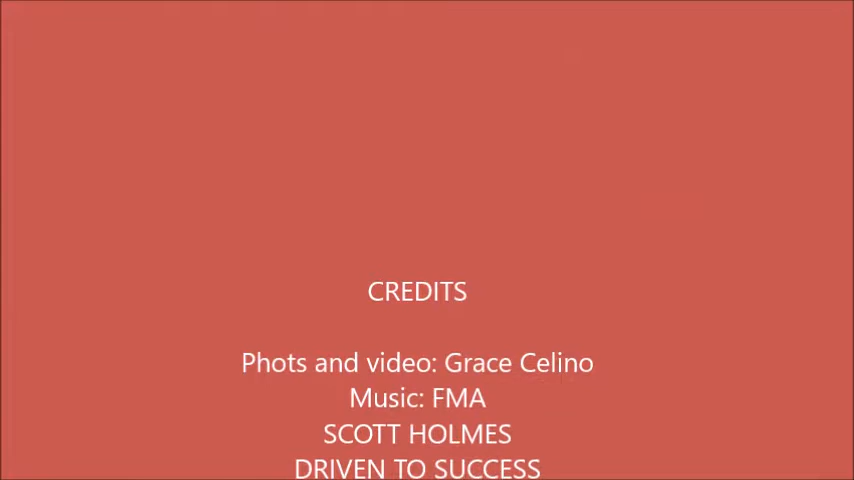 CREDITS
Phots and video: Grace Celino
Music: FMA
SCOTT HOLMES
DRIVEN TO SUCCESS